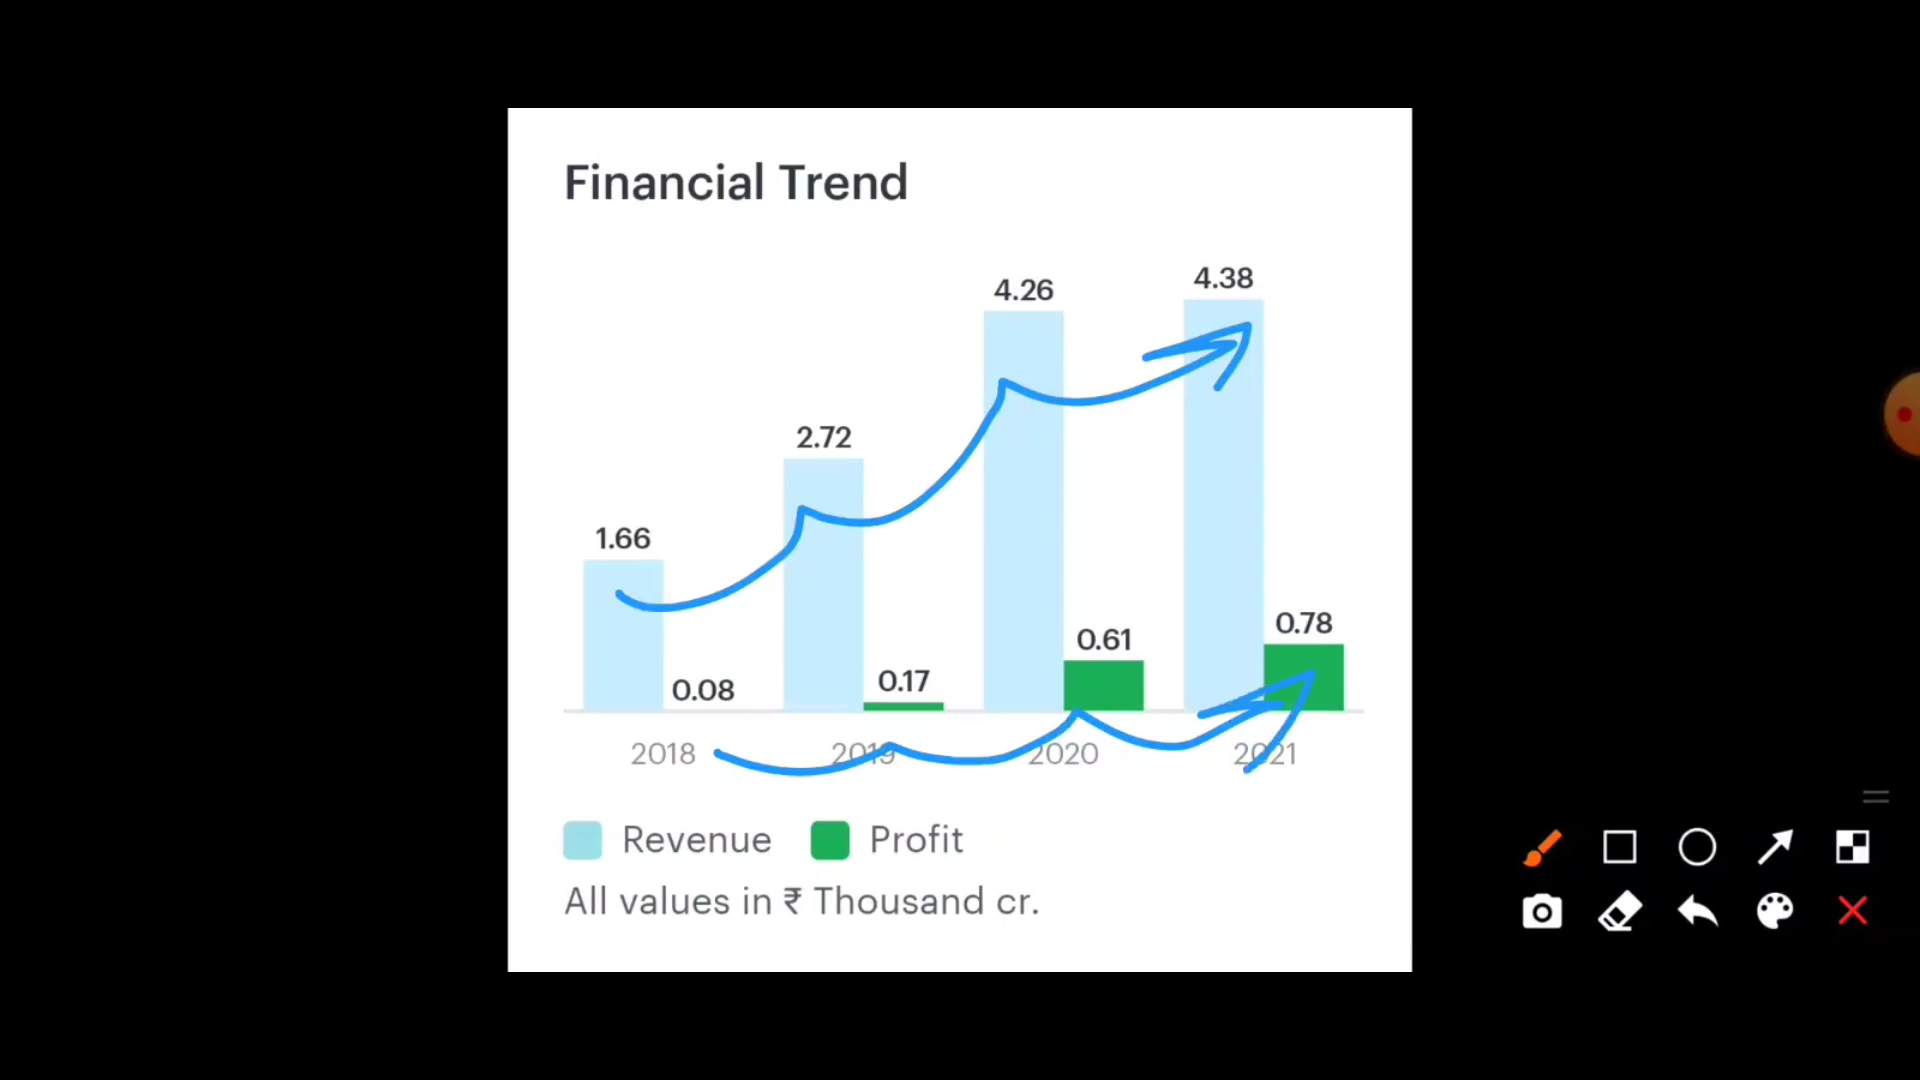 Financial Trend
4.38
4.26
2.72
1.66
0.78
0.61
0.17
0.08
2018 2019 2020 2021
Revenue Profit
All values in ₹ Thousand cr.